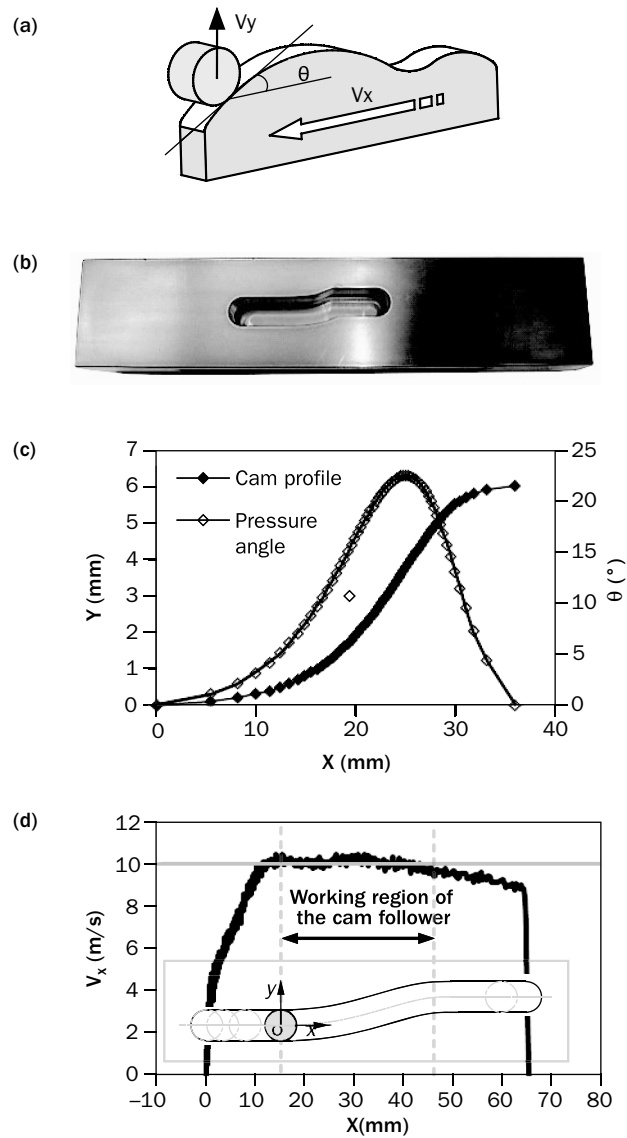 (a)
Vy
θ
Vx
(b)
(c)
7
6
5
4
3
2
1
0
Y (mm)
Cam profile
Pressure
angle
25
20
15
10
5
0
θ (°)
0
10
20
30
40
X (mm)
(d)
12
10
8
6
4
2
0
Vx (m/s)
Working region of
the cam follower
y
o
x
−10
0
10
20
30
40
50
60
70
80
X(mm)